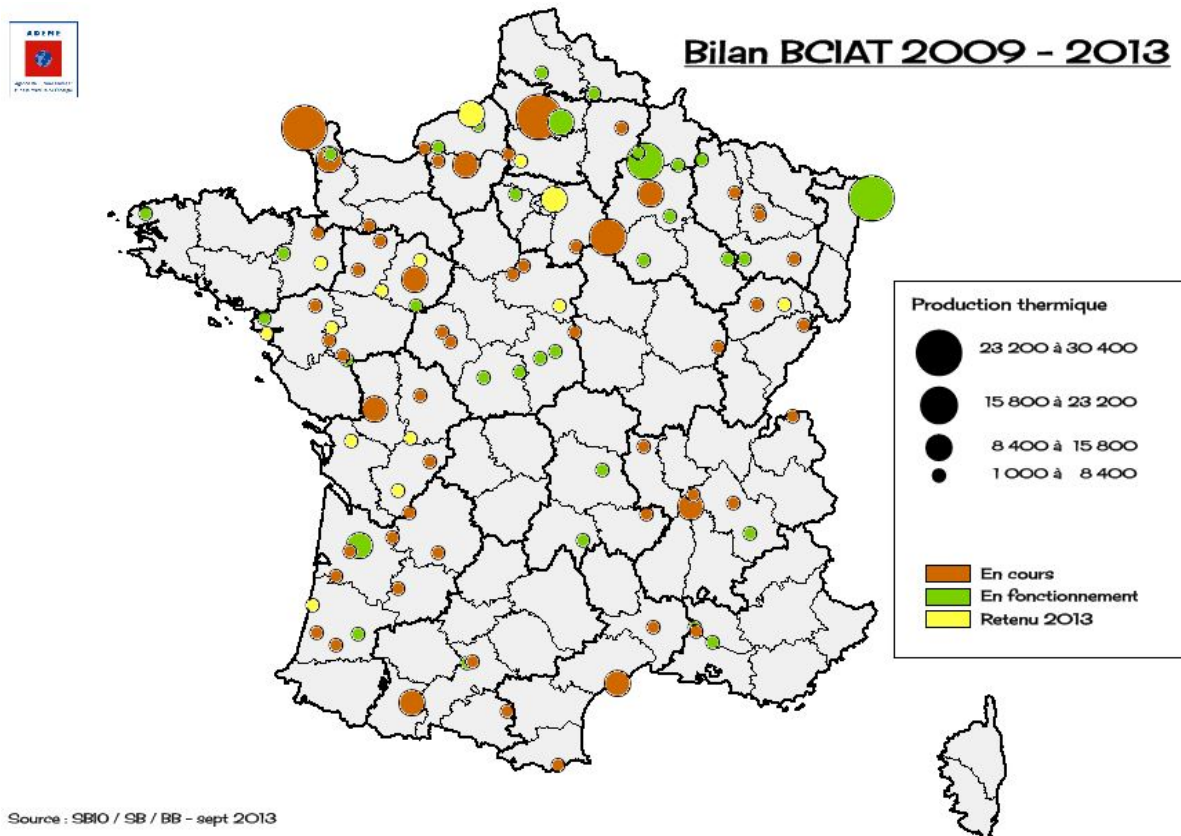 ADEME
Bilan BCIAT 2009 - 2013
Production thermique
23 200 à 30 400
15 800 à 23 200
8 400 à 15 800
1 000 à 8 400
En cours
En fonctionnement
Retenu 2013
Source : SBIO / SB / BB - sept 2013